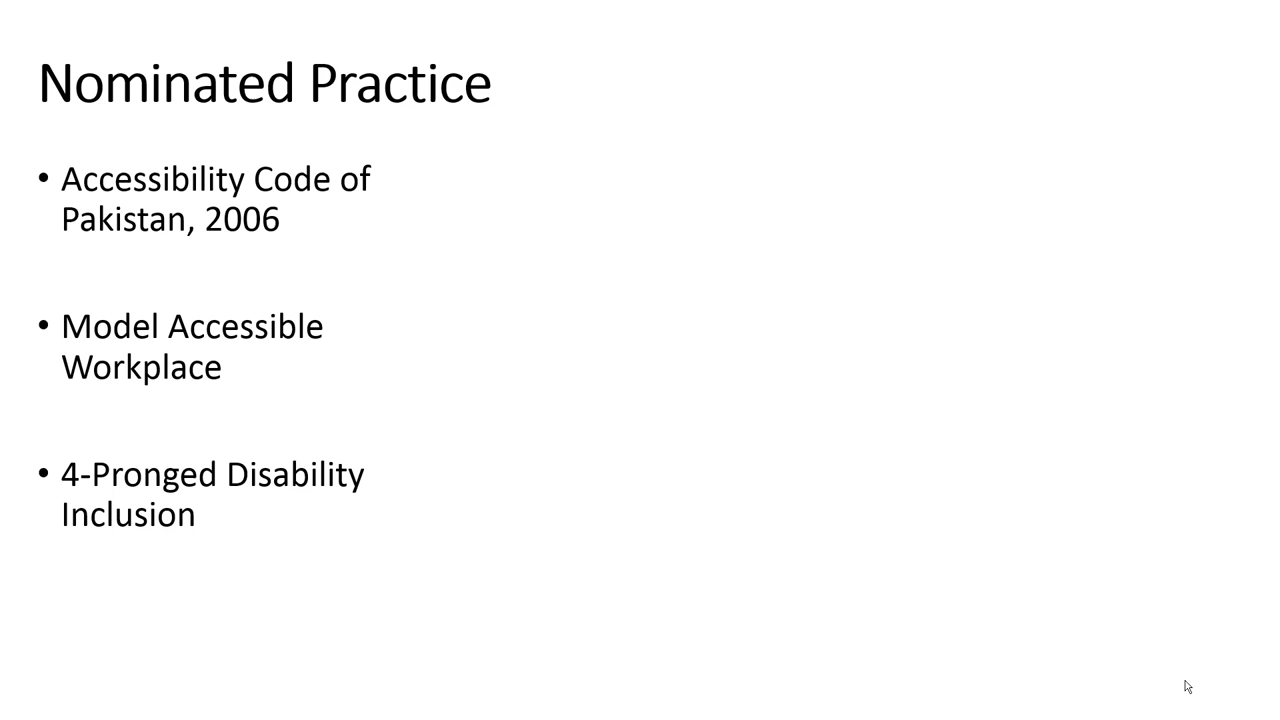 Nominated Practice
• Accessibility Code of
Pakistan, 2006
• Model Accessible
Workplace
• 4-Pronged Disability
Inclusion